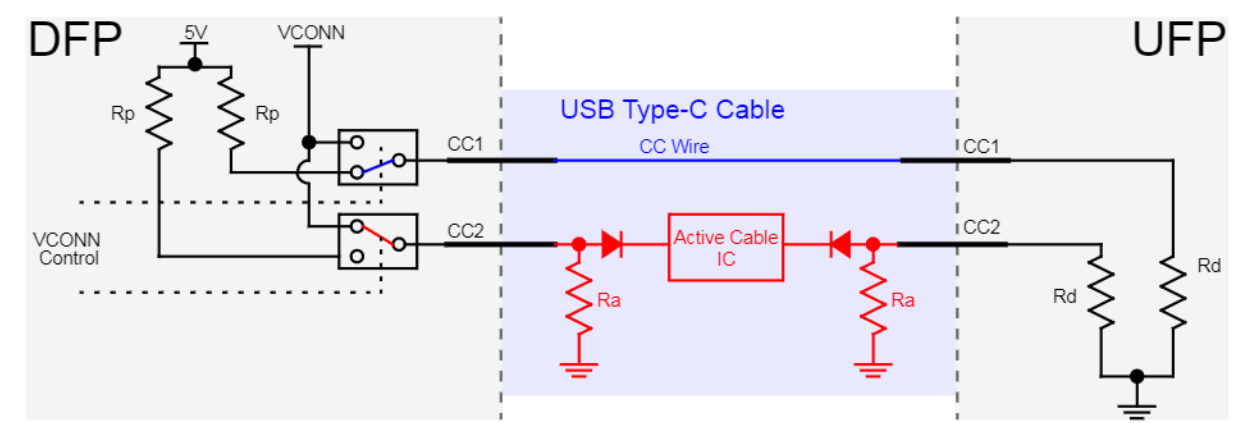 DFP
5V
VCONN
UFP
Rp
Rp
USB Type-C Cable
CC1
CC Wire
CC1
VCONN
Control
CC2
Active Cable
IC
CC2
Ra
Ra
Rd
Rd